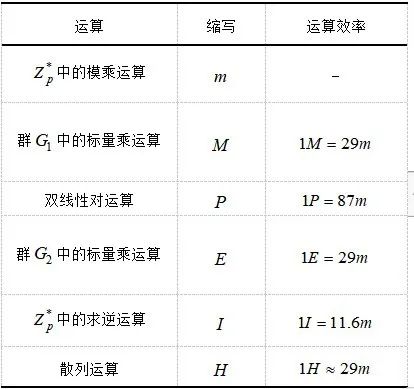 运算 缩写 运算效率
Z_p^* 中的模乘运算 m –
群 G_1 中的标量乘运算 M 1M = 29m
双线性对运算 P 1P = 87m
群 G_2 中的标量乘运算 E 1E = 29m
Z_p^* 中的求逆运算 I 1I = 11.6m
散列运算 H 1H ≈ 29m